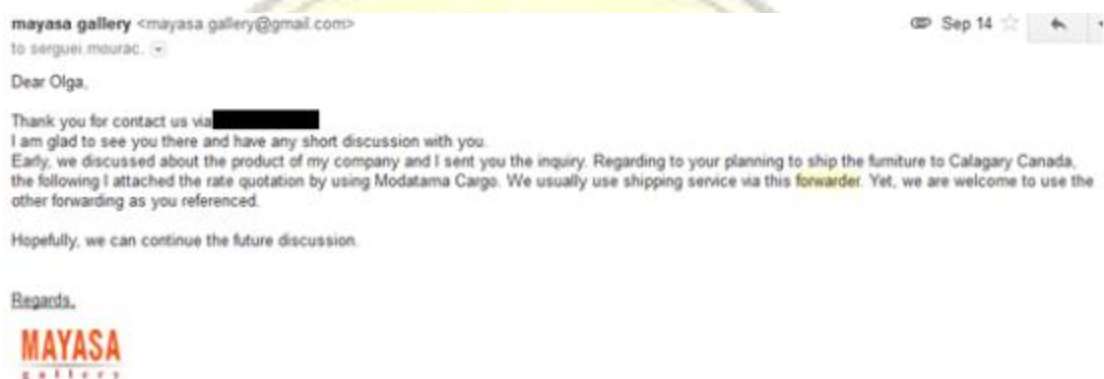 mayasa gallery <mayasa.gallery@gmail.com>
Sep 14
to serguei.mourac.
Dear Olga,
Thank you for contact us via
I am glad to see you there and have any short discussion with you.
Early, we discussed about the product of my company and I sent you the inquiry. Regarding to your planning to ship the furniture to Calagary Canada,
the following I attached the rate quotation by using Modatama Cargo. We usually use shipping service via this forwarder. Yet, we are welcome to use the
other forwarding as you referenced.
Hopefully, we can continue the future discussion.
Regards,
MAYASA
gallery